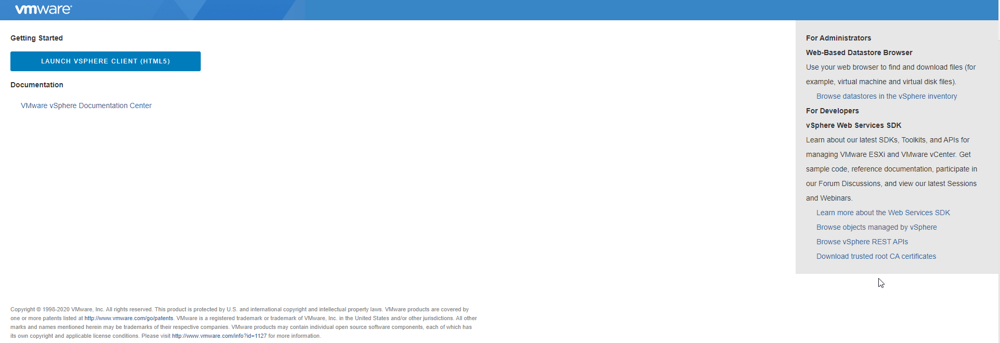 vmware®
Getting Started
LAUNCH VSPHERE CLIENT (HTML5)
Documentation
VMware vSphere Documentation Center
For Administrators
Web-Based Datastore Browser
Use your web browser to find and download files (for
example, virtual machine and virtual disk files).
Browse datastores in the vSphere inventory
For Developers
vSphere Web Services SDK
Learn about our latest SDKs, Toolkits, and APIs for
managing VMware ESXi and VMware vCenter. Get
sample code, reference documentation, participate in
our Forum Discussions, and view our latest Sessions
and Webinars.
Learn more about the Web Services SDK
Browse objects managed by vSphere
Browse vSphere REST APIs
Download trusted root CA certificates
Copyright © 1998-2020 VMware, Inc. All rights reserved. This product is protected by U.S. and international copyright and intellectual property laws. VMware products are covered by
one or more patents listed at http://www.vmware.com/go/patents. VMware is a registered trademark or trademark of VMware, Inc. in the United States and/or other jurisdictions. All other
marks and names mentioned herein may be trademarks of their respective companies. VMware products may contain individual open source software components, each of which has
its own copyright and applicable license conditions. Please visit http://www.vmware.com/info?id=1127 for more information.